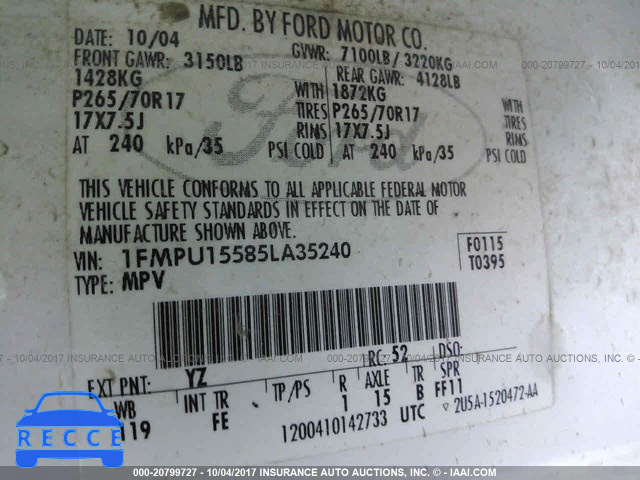 MFD. BY FORD MOTOR CO.
DATE: 10/04 GVWR: 7100LB/3220KG
FRONT GAWR: 3150LB REAR GAWR: 4128LB
1428KG WITH 1872KG WITH
P265/70R17 TIRES P265/70R17 TIRES
17X7.5J RIMS 17X7.5J RIMS
AT 240 kPa/35 PSI COLD AT 240 kPa/35 PSI COLD
Ford
THIS VEHICLE CONFORMS TO ALL APPLICABLE FEDERAL MOTOR
VEHICLE SAFETY STANDARDS IN EFFECT ON THE DATE OF
MANUFACTURE SHOWN ABOVE.
VIN: 1FMPU15585LA35240 F0115
TYPE: MPV T0395
EXT PNT: YZ RC: 52 DSO:
WB INT TR TP/PS R AXLE TR SPR
119 FE 1 15 B FF11
1200410142733 UTC ▽2U5A-1520472-AA
RECCE
000-20799727 - 10/04/2017 INSURANCE AUTO AUCTIONS, INC. - IAAI.COM